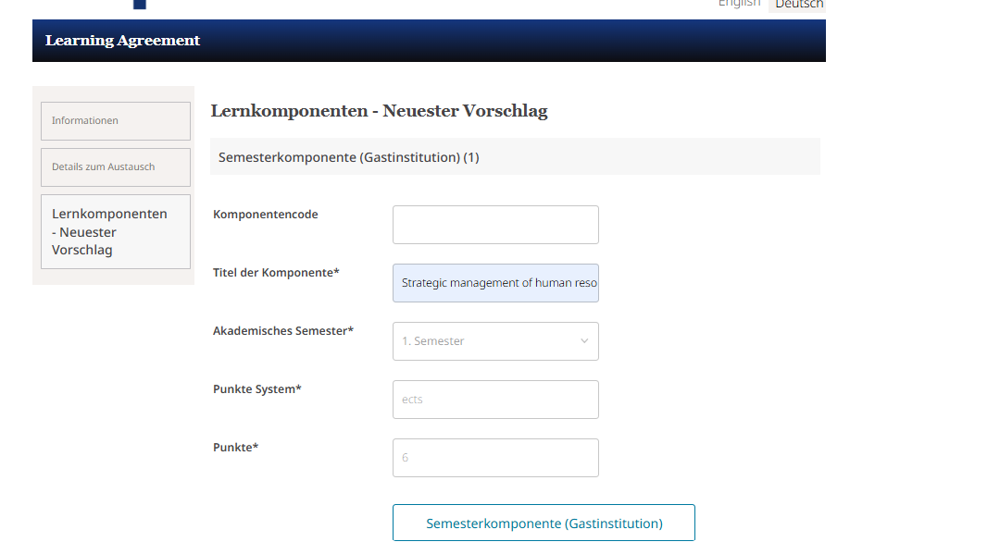 English Deutsch
Learning Agreement
Informationen
Details zum Austausch
Lernkomponenten
- Neuester
Vorschlag
Lernkomponenten - Neuester Vorschlag
Semesterkomponente (Gastinstitution) (1)
Komponentencode
Titel der Komponente*
Strategic management of human reso
Akademisches Semester*
1. Semester
Punkte System*
ects
Punkte*
6
Semesterkomponente (Gastinstitution)